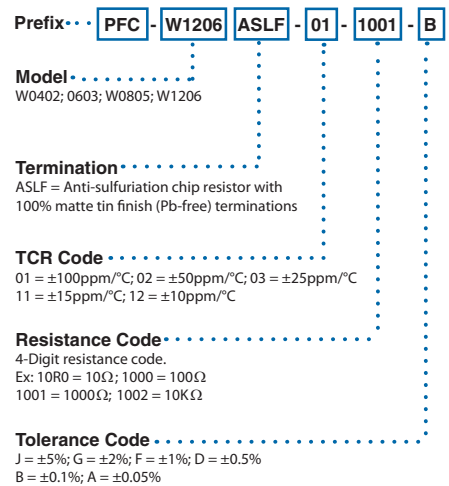 Prefix PFC - W1206 ASLF - 01 - 1001 - B
Model
W0402; 0603; W0805; W1206
Termination
ASLF = Anti-sulfuriation chip resistor with
100% matte tin finish (Pb-free) terminations
TCR Code
01 = ±100ppm/°C; 02 = ±50ppm/°C; 03 = ±25ppm/°C
11 = ±15ppm/°C; 12 = ±10ppm/°C
Resistance Code
4-Digit resistance code.
Ex: 10R0 = 10Ω; 1000 = 100Ω
1001 = 1000Ω; 1002 = 10KΩ
Tolerance Code
J = ±5%; G = ±2%; F = ±1%; D = ±0.5%
B = ±0.1%; A = ±0.05%